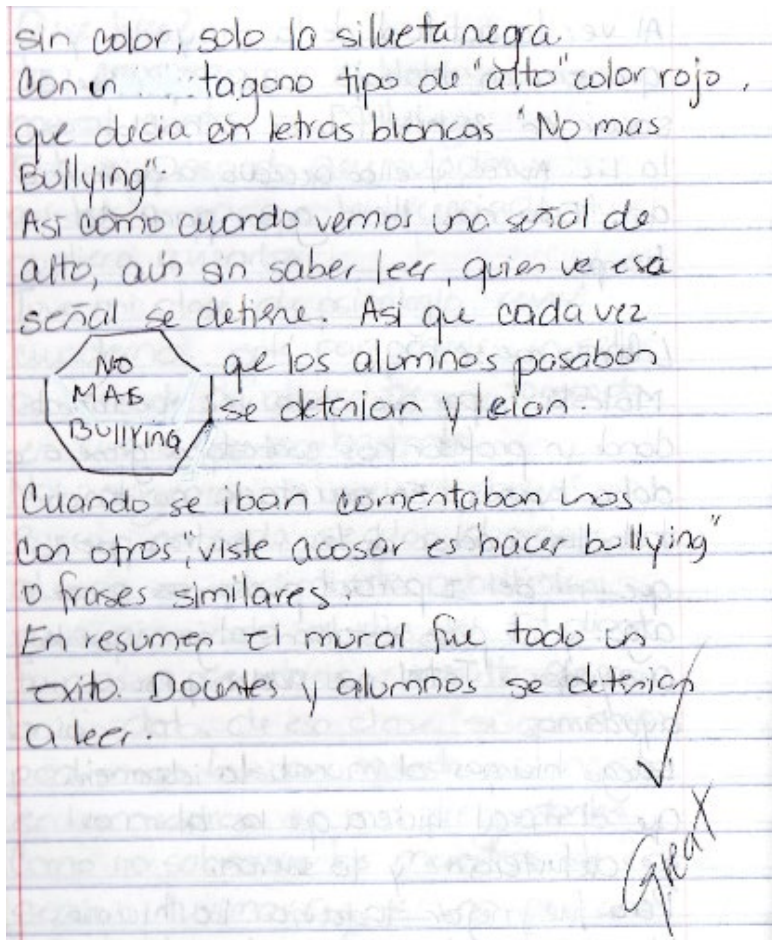 sin color, solo la silueta negra.
Con un ...tagono tipo de "alto" color rojo,
que decia en letras blancas "No mas
Bullying".
Asi como cuando vemos una señal de
alto, aún sin saber leer, quien ve esa
señal se detiene. Asi que cada vez
que los alumnos pasaban
se detenian y leian.
NO
MAS
Bullying
Cuando se iban comentaban unos
con otros, "viste acosar es hacer bullying"
o frases similares.
En resumen el mural fue todo un
exito. Docentes y alumnos se detenian
a leer.
Great